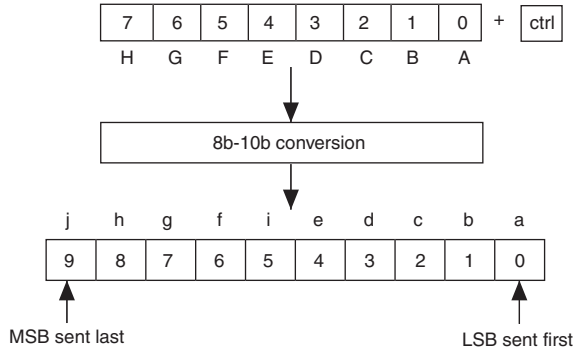 7 6 5 4 3 2 1 0 + ctrl
H G F E D C B A
8b-10b conversion
j h g f i e d c b a
9 8 7 6 5 4 3 2 1 0
MSB sent last LSB sent first